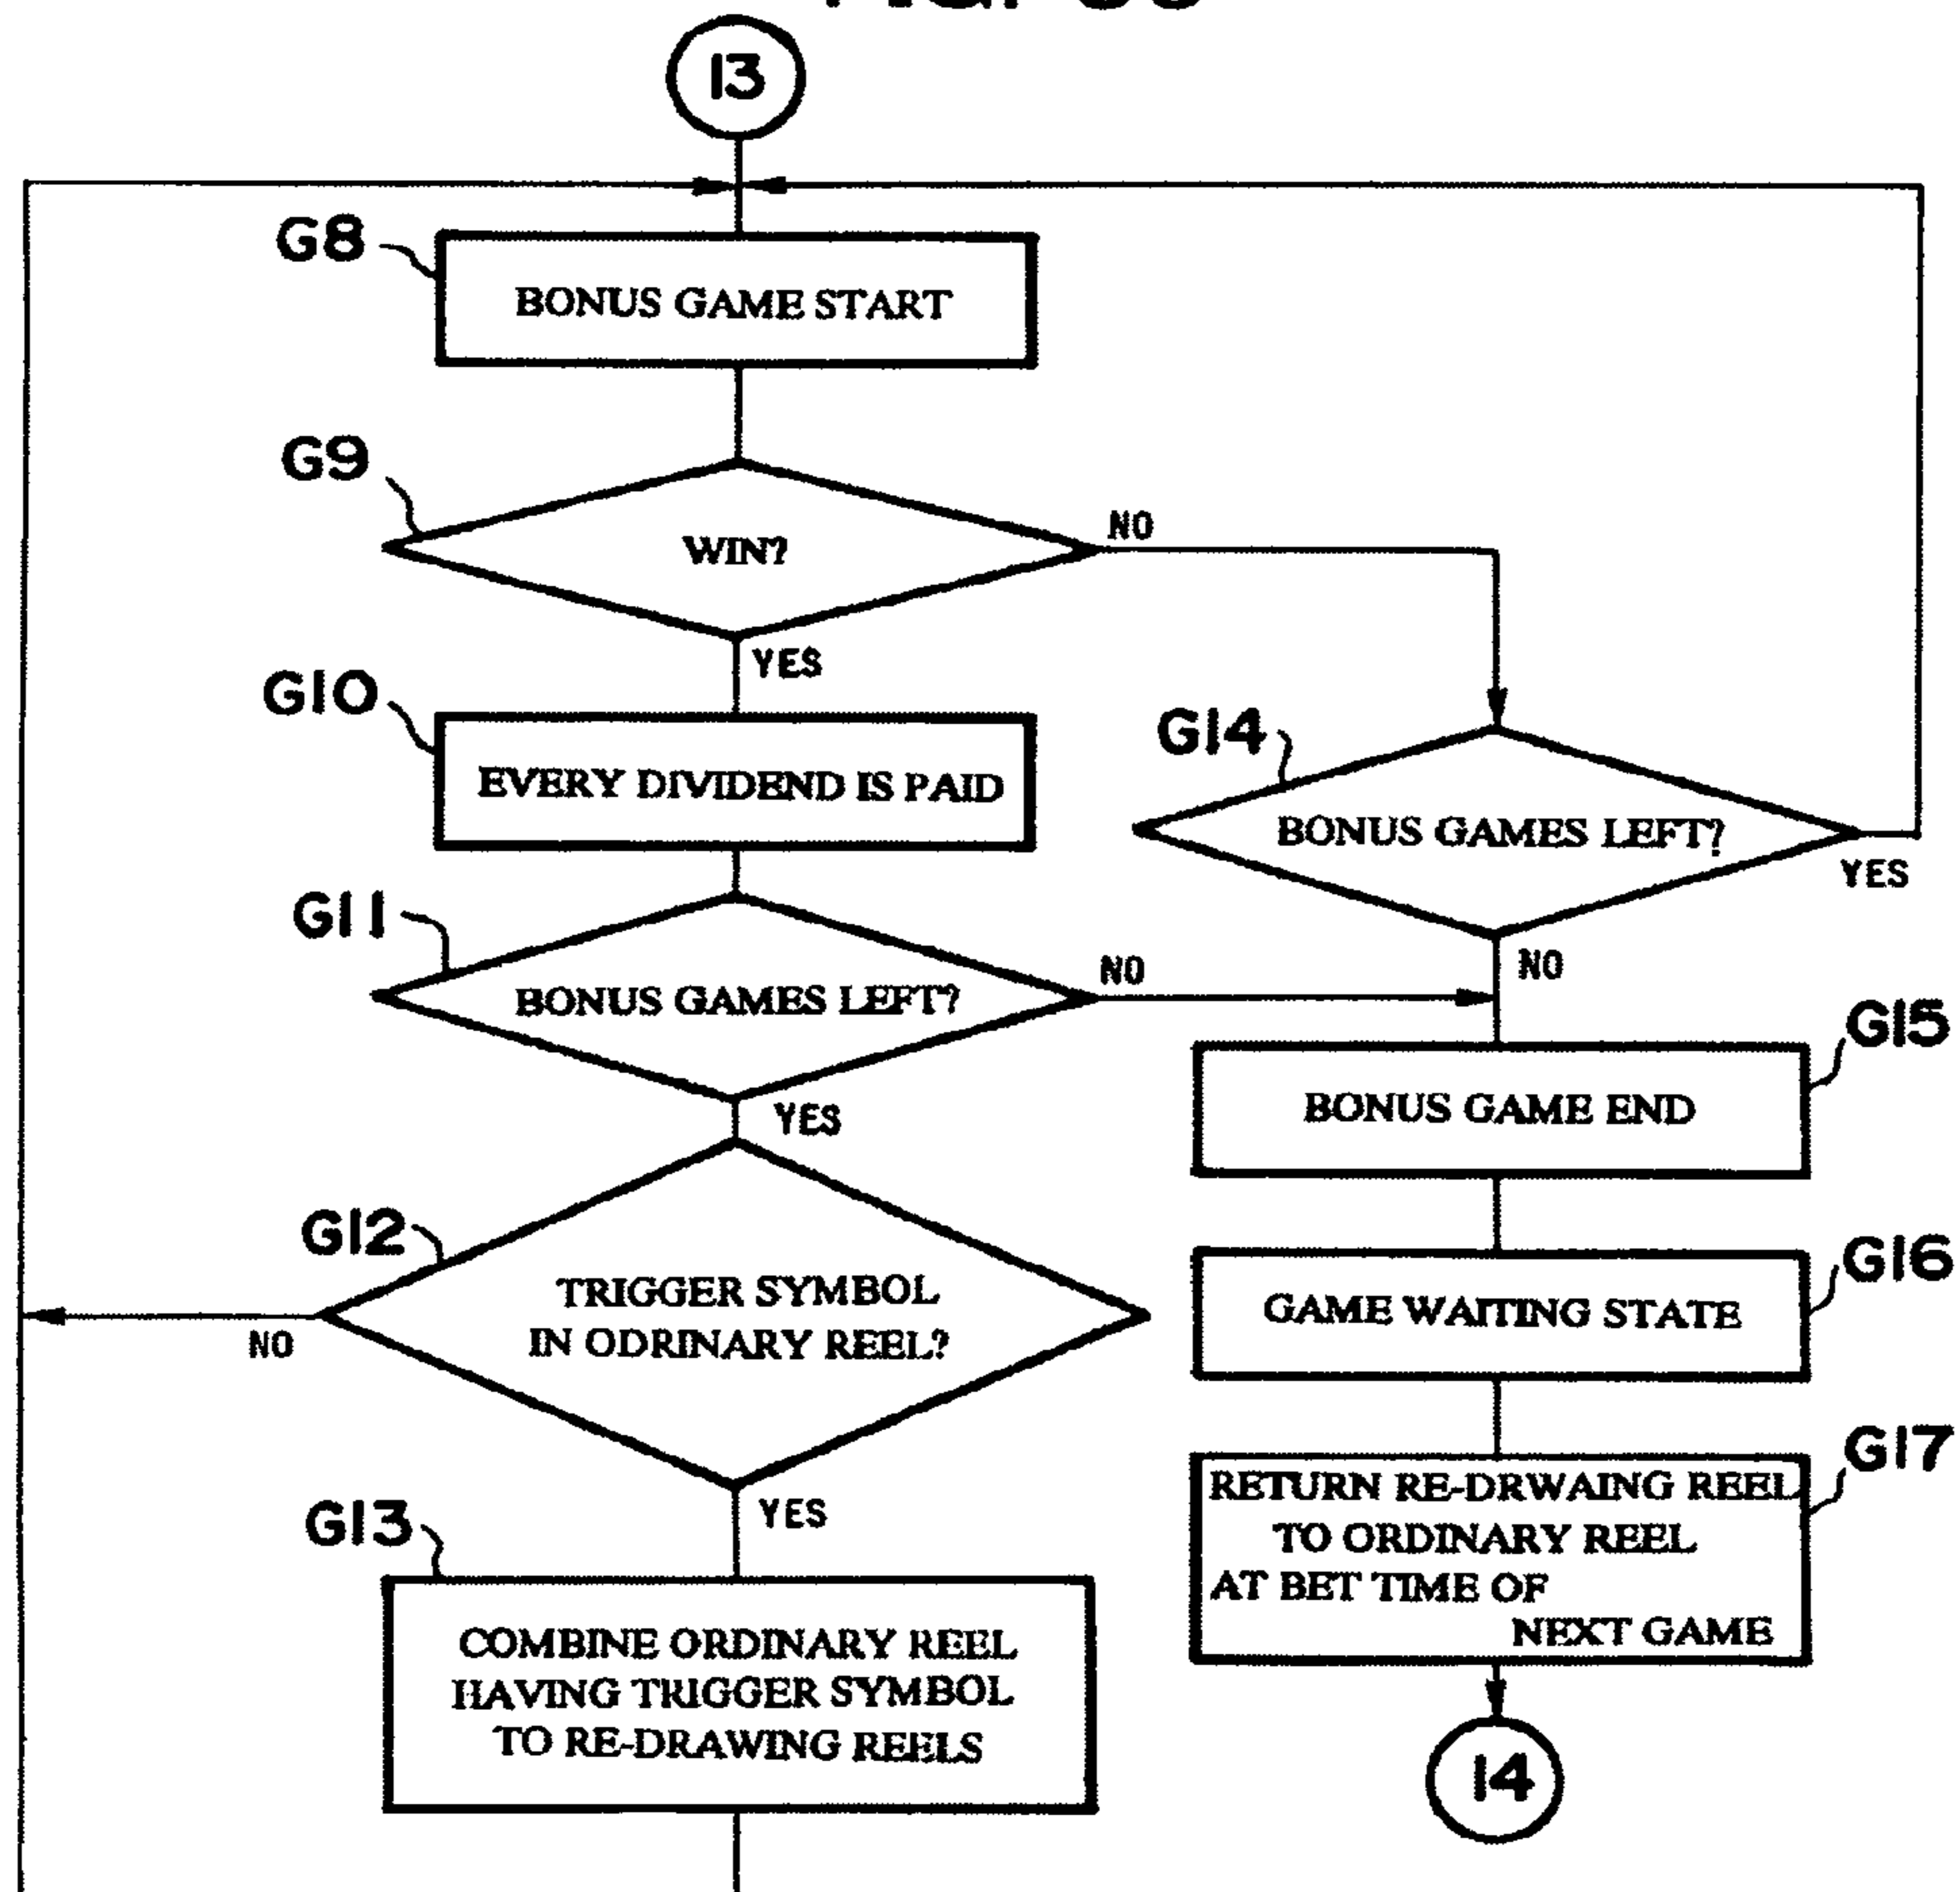 13
G8
BONUS GAME START
G9
WIN?
NO
YES
G10
EVERY DIVIDEND IS PAID
G14
BONUS GAMES LEFT?
YES
NO
G11
BONUS GAMES LEFT?
NO
YES
G15
BONUS GAME END
G12
TRIGGER SYMBOL
IN ODRINARY REEL?
NO
YES
G16
GAME WAITING STATE
G17
RETURN RE-DRWAING REEL
TO ORDINARY REEL
AT BET TIME OF
NEXT GAME
G13
COMBINE ORDINARY REEL
HAVING TRIGGER SYMBOL
TO RE-DRAWING REELS
14